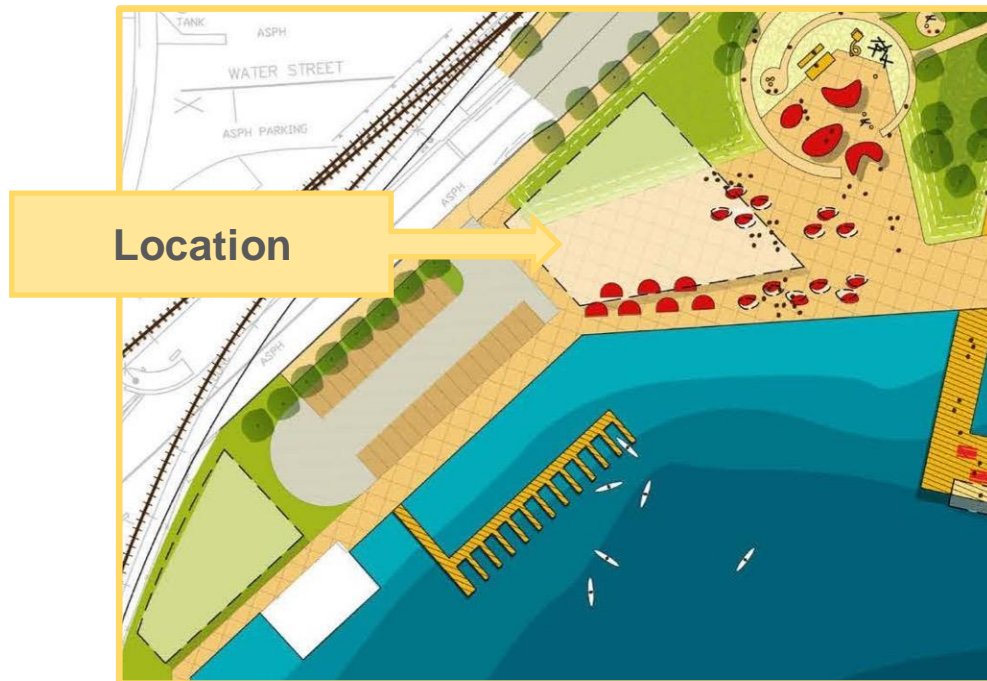 TANK
ASPH
WATER STREET
ASPH PARKING
ASPH
Location
ASPH